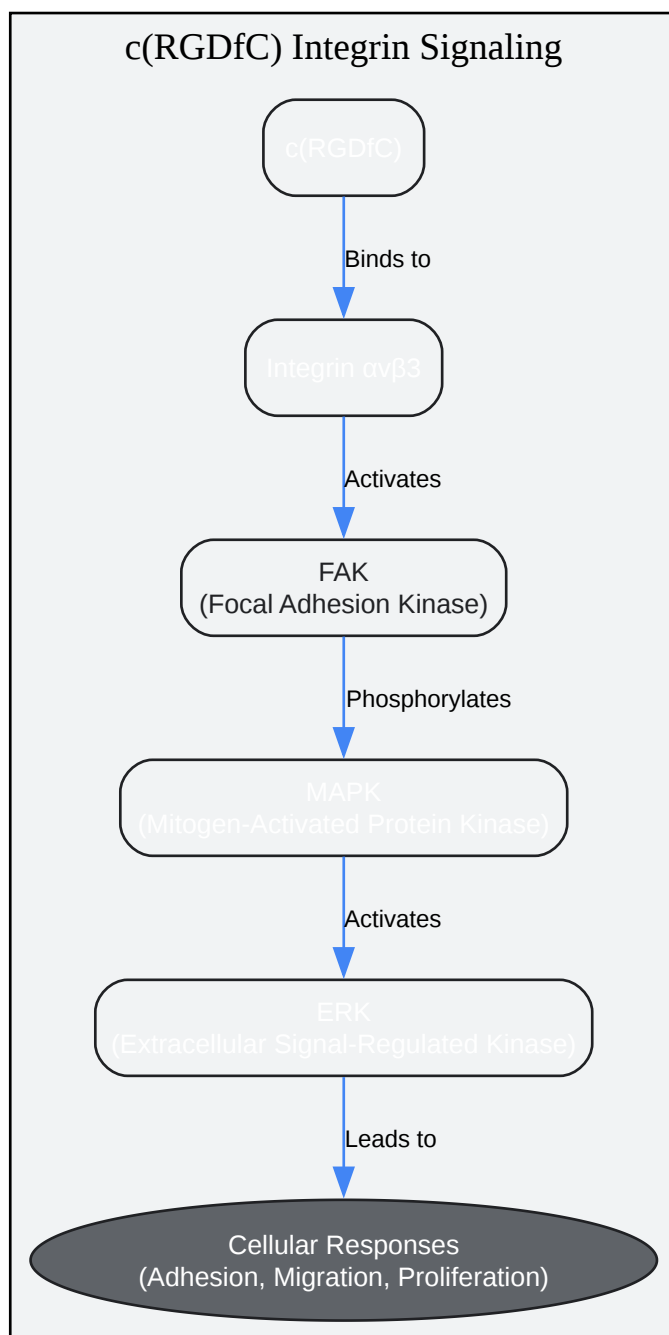 c(RGDfC) Integrin Signaling
c(RGDfC)
Binds to
Integrin αvβ3
Activates
FAK
(Focal Adhesion Kinase)
Phosphorylates
MAPK
(Mitogen-Activated Protein Kinase)
Activates
ERK
(Extracellular Signal-Regulated Kinase)
Leads to
Cellular Responses
(Adhesion, Migration, Proliferation)